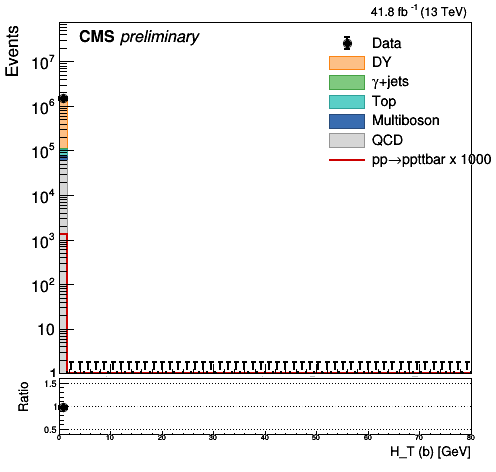 41.8 fb⁻¹ (13 TeV)
CMS preliminary
Events
Data
DY
γ+jets
Top
Multiboson
QCD
pp→ppttbar x 1000
10⁷
10⁶
10⁵
10⁴
10³
10²
10
1
Ratio
1.5
1
0.5
0 10 20 30 40 50 60 70 80
H_T (b) [GeV]